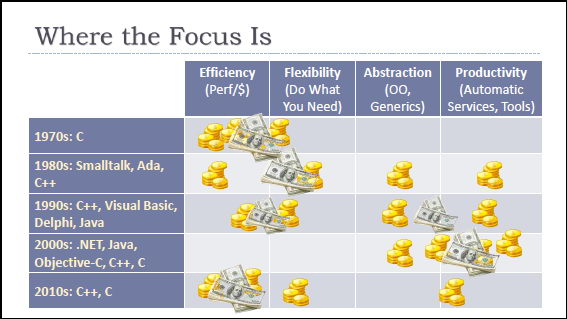 Where the Focus Is
Efficiency
(Perf/$)
Flexibility
(Do What
You Need)
Abstraction
(OO,
Generics)
Productivity
(Automatic
Services, Tools)
1970s: C
1980s: Smalltalk, Ada,
C++
1990s: C++, Visual Basic,
Delphi, Java
2000s: .NET, Java,
Objective-C, C++, C
2010s: C++, C